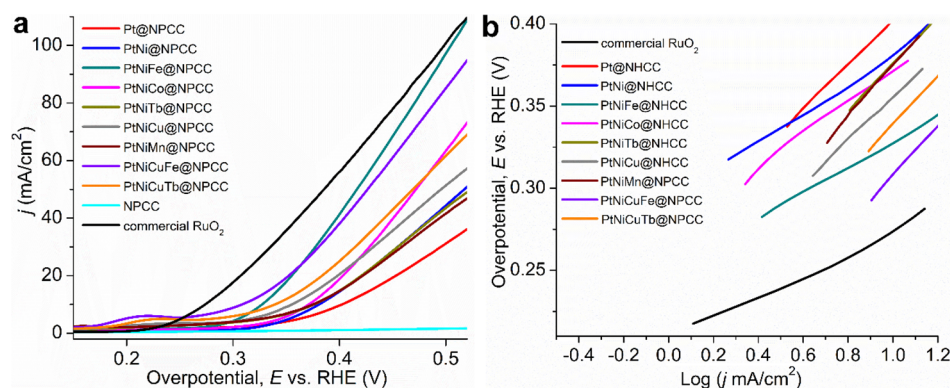 a
j (mA/cm²)
100
80
60
40
20
0
Pt@NPCC
PtNi@NPCC
PtNiFe@NPCC
PtNiCo@NPCC
PtNiTb@NPCC
PtNiCu@NPCC
PtNiMn@NPCC
PtNiCuFe@NPCC
PtNiCuTb@NPCC
NPCC
commercial RuO₂
0.2 0.3 0.4 0.5
Overpotential, E vs. RHE (V)
b
Overpotential, E vs. RHE (V)
0.40
0.35
0.30
0.25
commercial RuO₂
Pt@NHCC
PtNi@NHCC
PtNiFe@NHCC
PtNiCo@NHCC
PtNiTb@NHCC
PtNiCu@NHCC
PtNiMn@NPCC
PtNiCuFe@NPCC
PtNiCuTb@NPCC
-0.4 -0.2 0.0 0.2 0.4 0.6 0.8 1.0 1.2
Log (j mA/cm²)